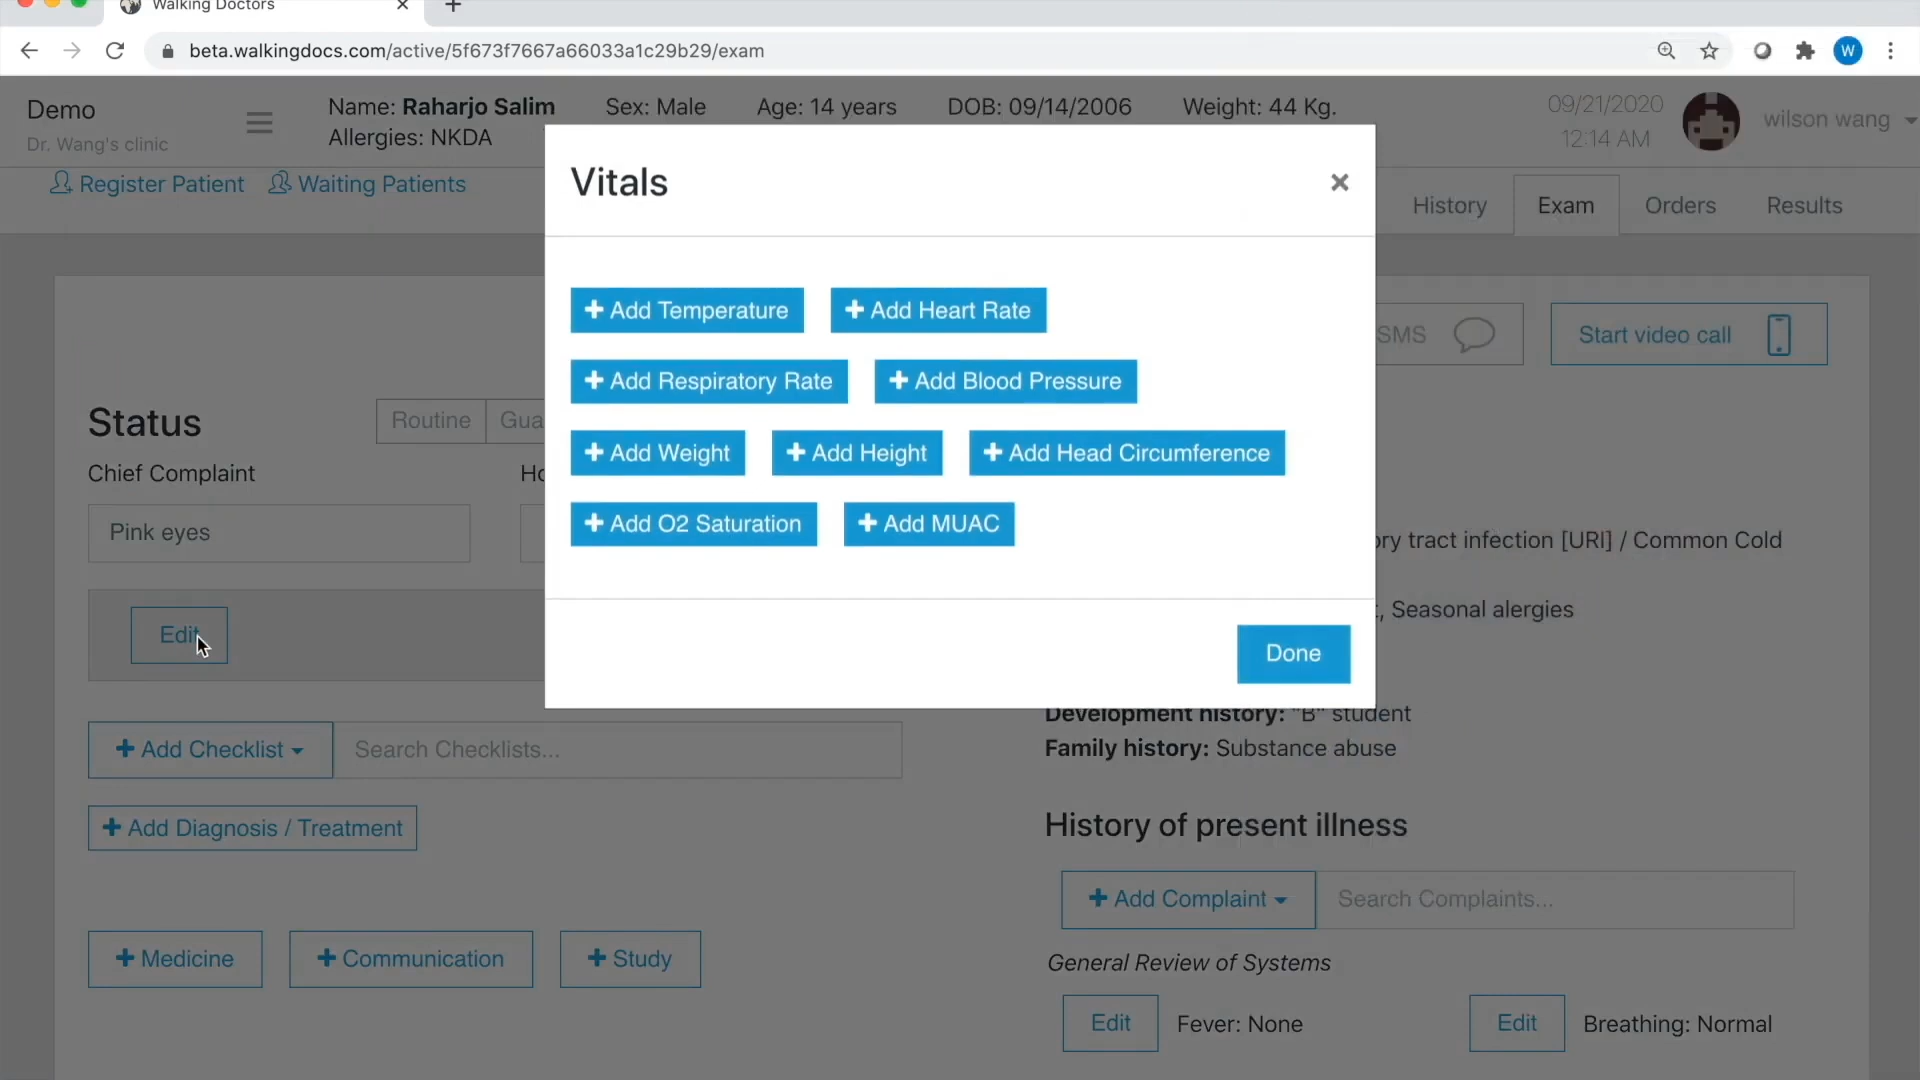 Walking Doctors
beta.walkingdocs.com/active/5f673f7667a66033a1c29b29/exam
W
Demo
Dr. Wang's clinic
Name: Raharjo Salim Sex: Male Age: 14 years DOB: 09/14/2006 Weight: 44 Kg.
Allergies: NKDA
09/21/2020
12:14 AM
wilson wang
Register Patient Waiting Patients
History Exam Orders Results
Vitals
Add Temperature Add Heart Rate
Add Respiratory Rate Add Blood Pressure
Add Weight Add Height Add Head Circumference
Add O2 Saturation Add MUAC
Done
SMS
Start video call
Status
Routine
Chief Complaint
Pink eyes
Edit
Add Checklist Search Checklists...
Add Diagnosis / Treatment
Medicine Communication Study
tract infection [URI] / Common Cold
Seasonal alergies
Development history: "B" student
Family history: Substance abuse
History of present illness
Add Complaint Search Complaints...
General Review of Systems
Edit Fever: None Edit Breathing: Normal